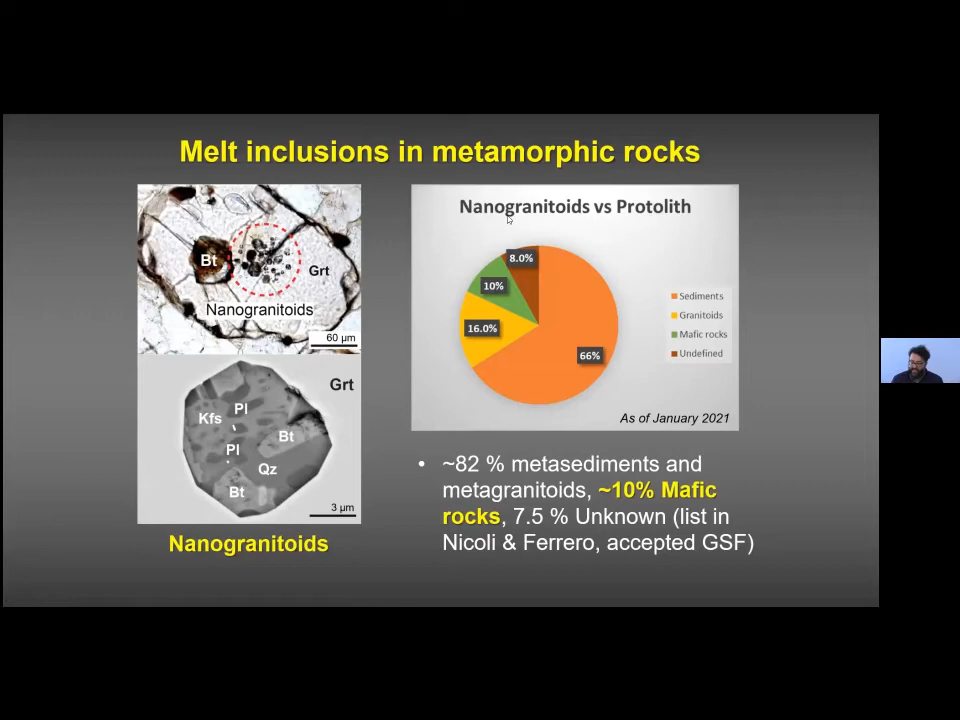 Melt inclusions in metamorphic rocks
Bt
Grt
Nanogranitoids
60 µm
Grt
Kfs
Pl
Bt
Pl
Qz
Bt
3 µm
Nanogranitoids
Nanogranitoids vs Protolith
8.0%
10%
16.0%
66%
Sediments
Granitoids
Mafic rocks
Undefined
As of January 2021
• ~82 % metasediments and
metagranitoids, ~10% Mafic
rocks, 7.5 % Unknown (list in
Nicoli & Ferrero, accepted GSF)